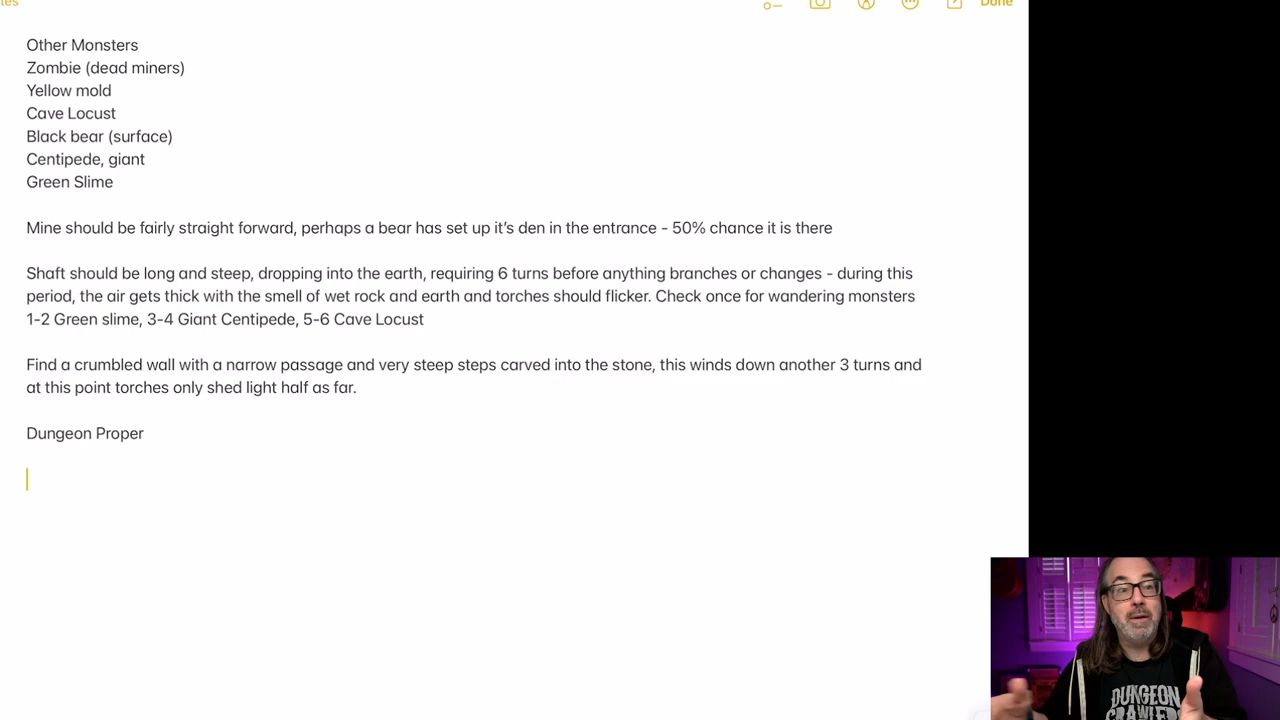 tes
Done
Other Monsters
Zombie (dead miners)
Yellow mold
Cave Locust
Black bear (surface)
Centipede, giant
Green Slime
Mine should be fairly straight forward, perhaps a bear has set up it’s den in the entrance - 50% chance it is there
Shaft should be long and steep, dropping into the earth, requiring 6 turns before anything branches or changes - during this
period, the air gets thick with the smell of wet rock and earth and torches should flicker. Check once for wandering monsters
1-2 Green slime, 3-4 Giant Centipede, 5-6 Cave Locust
Find a crumbled wall with a narrow passage and very steep steps carved into the stone, this winds down another 3 turns and
at this point torches only shed light half as far.
Dungeon Proper
DUNGEON
CRAWLER